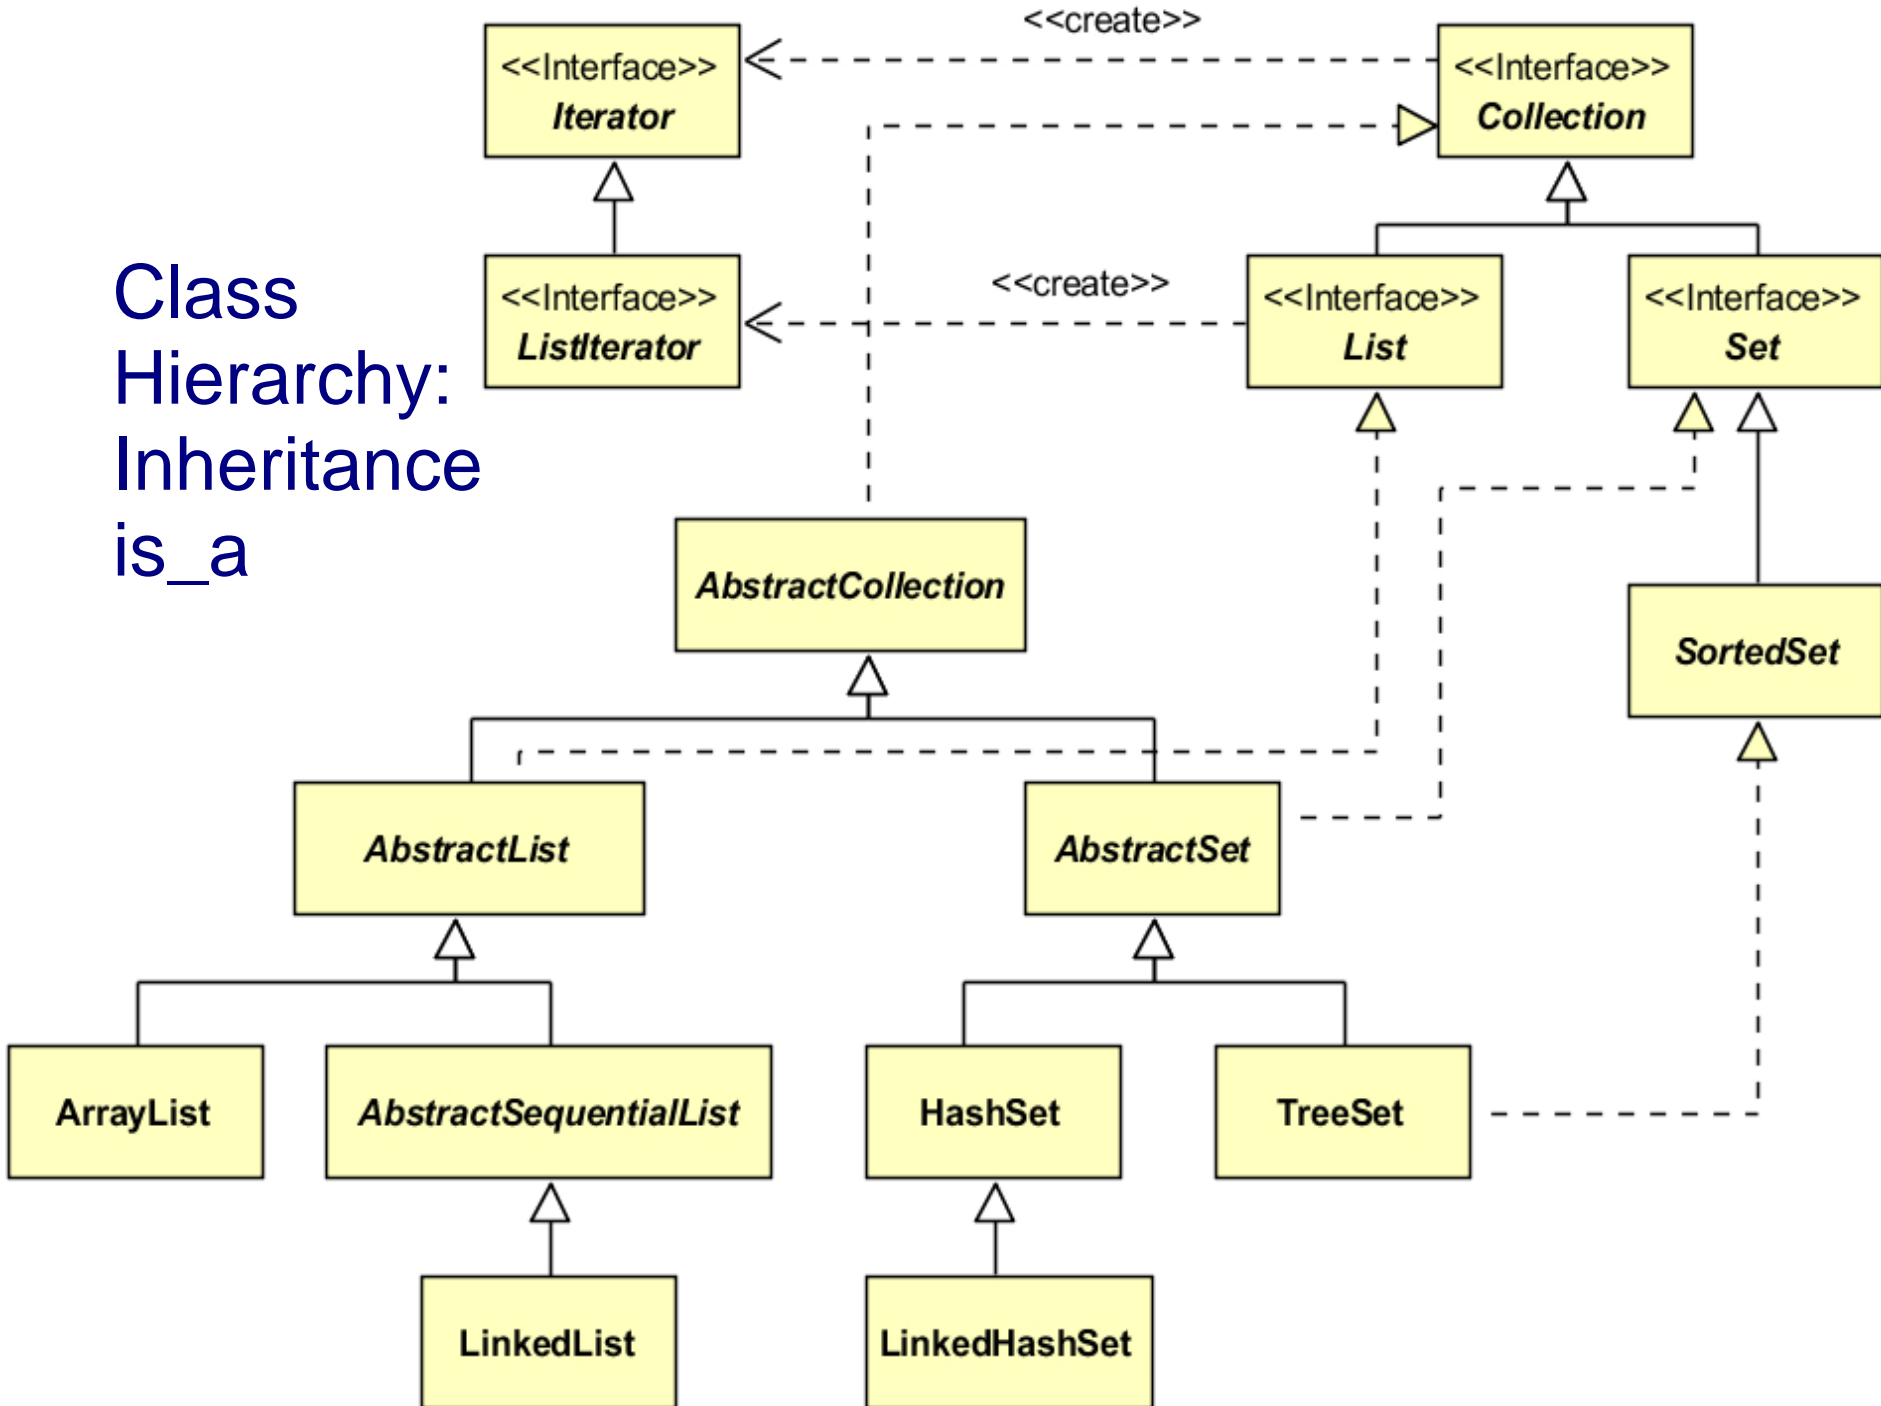 <<create>>
<<Interface>>
Iterator
<<Interface>>
Collection
Class
Hierarchy:
Inheritance
is_a
<<Interface>>
ListIterator
<<create>>
<<Interface>>
List
<<Interface>>
Set
AbstractCollection
SortedSet
AbstractList
AbstractSet
ArrayList
AbstractSequentialList
HashSet
TreeSet
LinkedList
LinkedHashSet